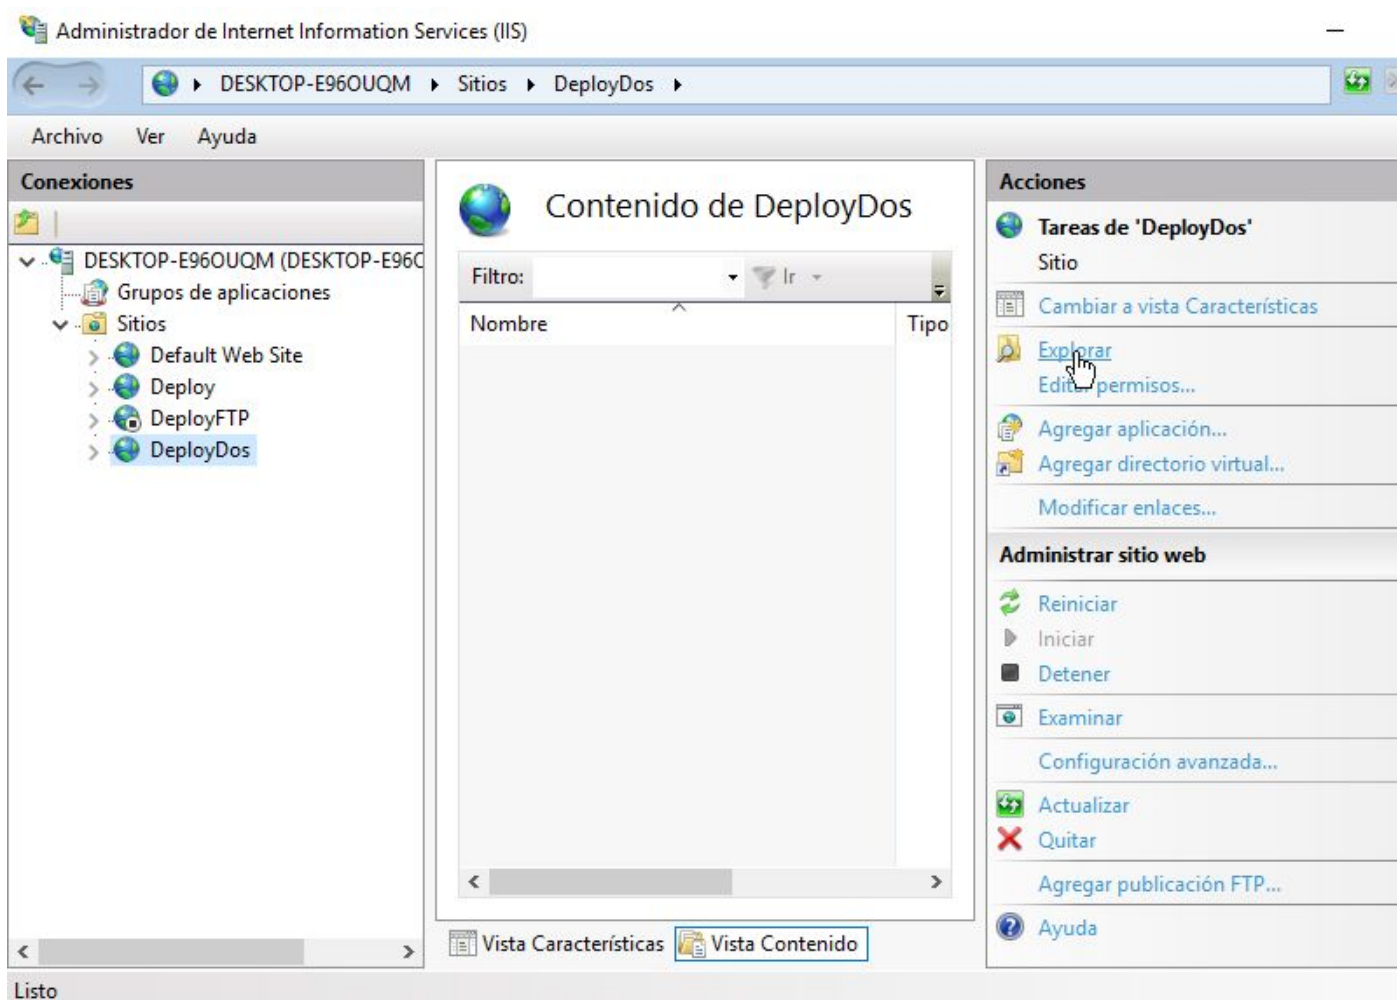 Administrador de Internet Information Services (IIS)
DESKTOP-E96OUQM Sitios DeployDos
Archivo Ver Ayuda
Conexiones
DESKTOP-E96OUQM (DESKTOP-E96O
Grupos de aplicaciones
Sitios
Default Web Site
Deploy
DeployFTP
DeployDos
Contenido de DeployDos
Filtro: Ir
Nombre Tipo
Vista Características Vista Contenido
Acciones
Tareas de 'DeployDos'
Sitio
Cambiar a vista Características
Explorar
Editar permisos...
Agregar aplicación...
Agregar directorio virtual...
Modificar enlaces...
Administrar sitio web
Reiniciar
Iniciar
Detener
Examinar
Configuración avanzada...
Actualizar
Quitar
Agregar publicación FTP...
Ayuda
Listo